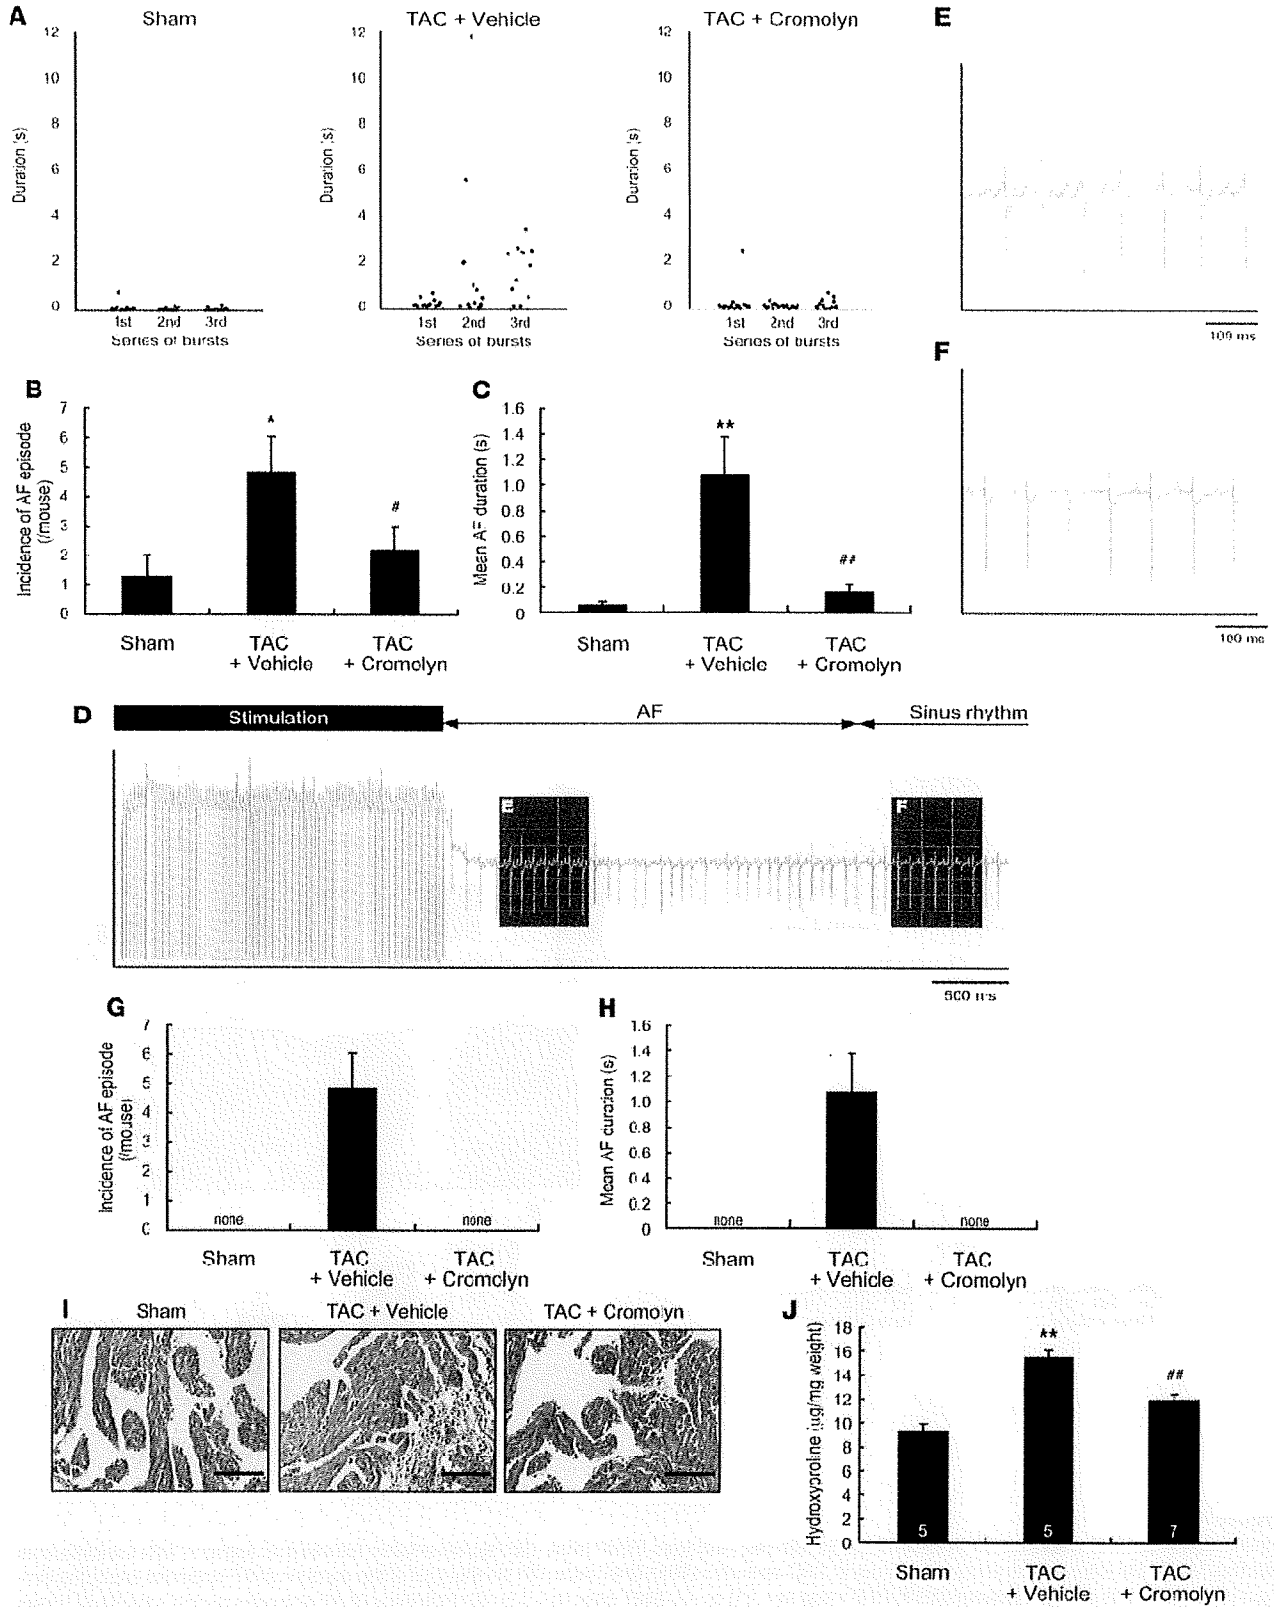 A
Sham
TAC + Vehicle
TAC + Cromolyn
E
Duration (s)
12
10
8
6
4
2
0
1st 2nd 3rd
Series of bursts
Duration (s)
12
10
8
6
4
2
0
1st 2nd 3rd
Series of bursts
Duration (s)
12
10
8
6
4
2
0
1st 2nd 3rd
Series of bursts
100 ms
F
100 ms
B
Incidence of AF episode
(/mouse)
7
6
5
4
3
2
1
0
*
#
Sham
TAC
+ Vehicle
TAC
+ Cromolyn
C
Mean AF duration (s)
1.6
1.4
1.2
1.0
0.8
0.6
0.4
0.2
0
**
##
Sham
TAC
+ Vehicle
TAC
+ Cromolyn
D
Stimulation
AF
Sinus rhythm
E
F
500 ms
G
Incidence of AF episode
(/mouse)
7
6
5
4
3
2
1
0
none
none
Sham
TAC
+ Vehicle
TAC
+ Cromolyn
H
Mean AF duration (s)
1.6
1.4
1.2
1.0
0.8
0.6
0.4
0.2
0
none
none
Sham
TAC
+ Vehicle
TAC
+ Cromolyn
I
Sham
TAC + Vehicle
TAC + Cromolyn
J
Hydroxyproline (μg/mg weight)
18
16
14
12
10
8
6
4
2
0
**
##
5
5
7
Sham
TAC
+ Vehicle
TAC
+ Cromolyn